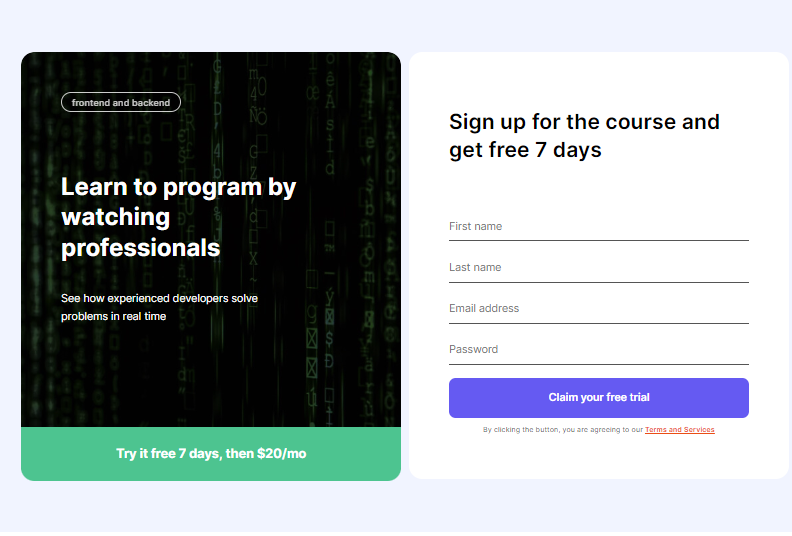 frontend and backend
Learn to program by
watching
professionals
See how experienced developers solve
problems in real time
Try it free 7 days, then $20/mo
Sign up for the course and
get free 7 days
First name
Last name
Email address
Password
Claim your free trial
By clicking the button, you are agreeing to our Terms and Services